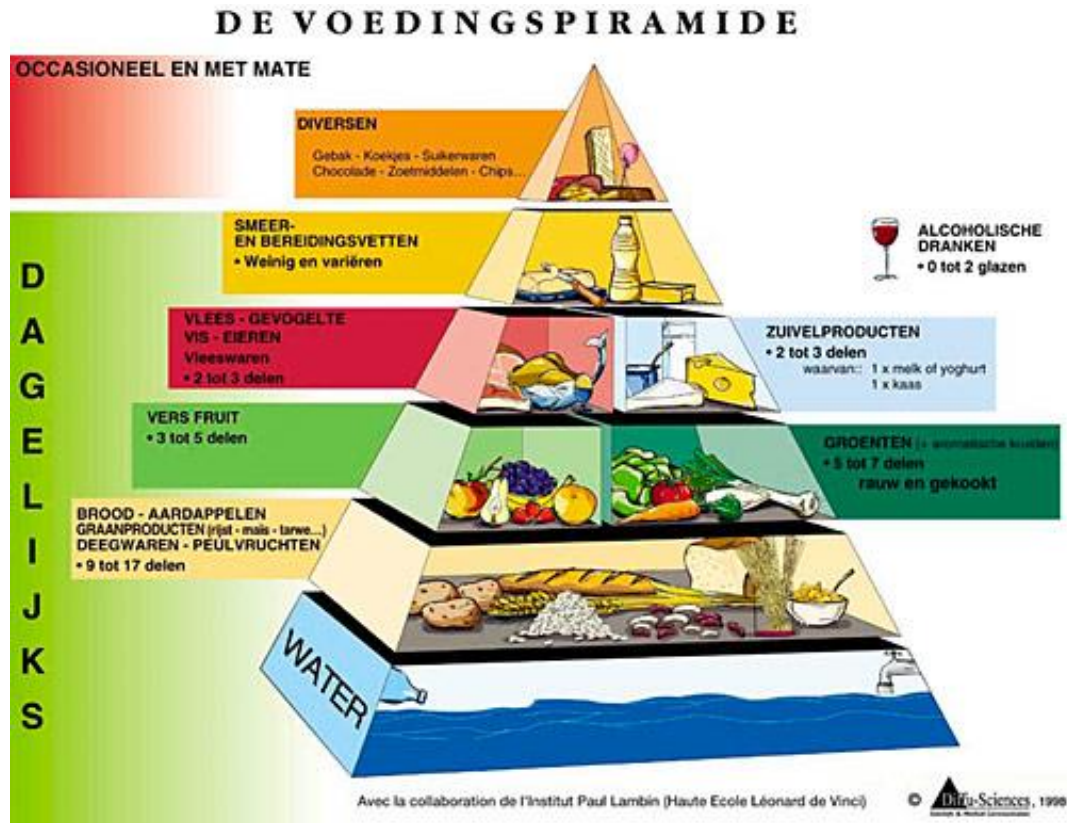 DE VOEDINGSPIRAMIDE
OCCASIONEEL EN MET MATE
DIVERSEN
Gebak - Koekjes - Suikerwaren
Chocolade - Zoetmiddelen - Chips...
SMEER-
EN BEREIDINGSVETTEN
• Weinig en variëren
ALCOHOLISCHE
DRANKEN
• 0 tot 2 glazen
VLEES - GEVOGELTE
VIS - EIEREN
Vleeswaren
• 2 tot 3 delen
ZUIVELPRODUCTEN
• 2 tot 3 delen
waarvan:: 1 x melk of yoghurt
1 x kaas
VERS FRUIT
• 3 tot 5 delen
GROENTEN (+ aromatische kruiden)
• 5 tot 7 delen
rauw en gekookt
BROOD - AARDAPPELEN
GRAANPRODUCTEN (rijst - maïs - tarwe...)
DEEGWAREN - PEULVRUCHTEN
• 9 tot 17 delen
DAGELIJKS
WATER
Avec la collaboration de l'Institut Paul Lambin (Haute Ecole Léonard de Vinci)
© Diffu-Sciences, 1998